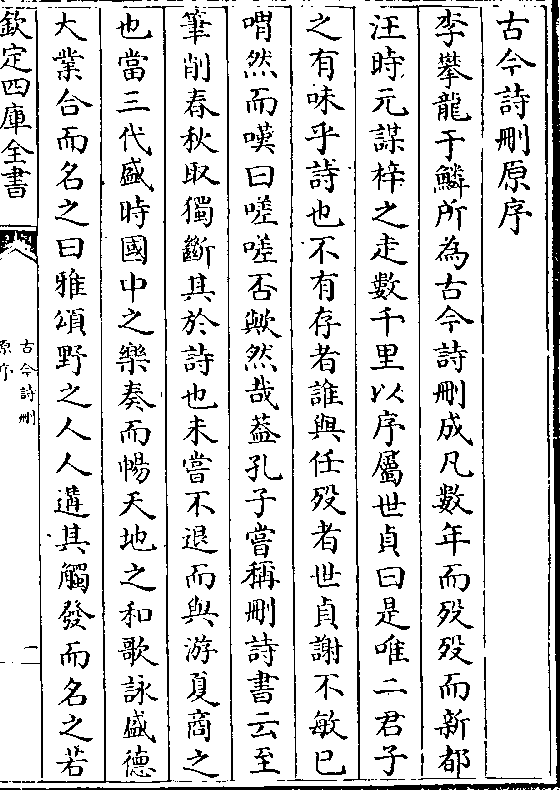 古今詩刪原序
李攀龍于鱗所為古今詩刪成凡數年而歿歿而新都
汪時元謀梓之走數千里以序屬世貞曰是唯二君子
之有味乎詩也不有存者誰與任歿者世貞謝不敏已
喟然而嘆曰嗟嗟否歟然哉葢孔子嘗稱刪詩書云至
筆削春秋取獨斷其於詩也未嘗不退而與游夏商之
也當三代盛時國中之樂奏而暢天地之和歌詠盛德
大業合而名之曰雅頌野之人人遘其觸發而名之若
欽定四庫全書
古今詩刪
原序
二